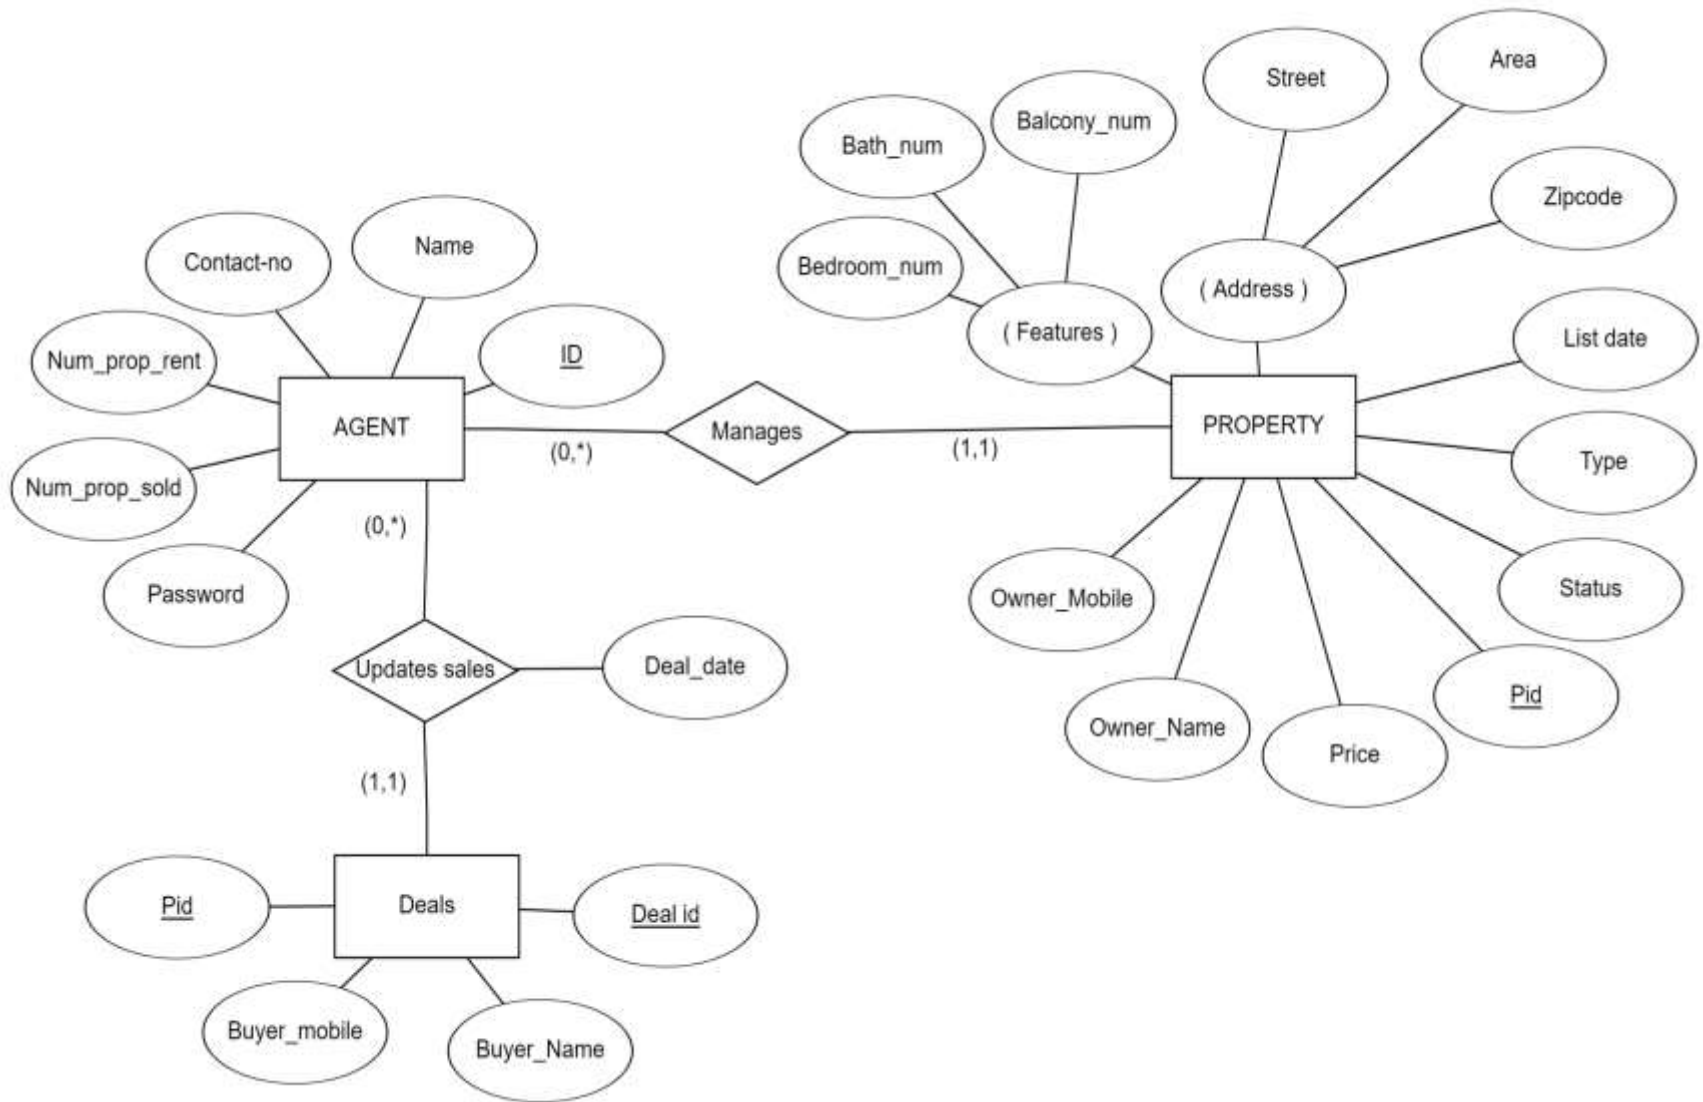 Area
Street
Balcony_num
Bath_num
Zipcode
Name
Contact-no
Bedroom_num
( Address )
( Features )
List date
ID
Num_prop_rent
AGENT
Manages
PROPERTY
(0,*)
(1,1)
Type
Num_prop_sold
(0,*)
Password
Owner_Mobile
Status
Updates sales
Deal_date
Pid
Owner_Name
Price
(1,1)
Pid
Deals
Deal id
Buyer_mobile
Buyer_Name